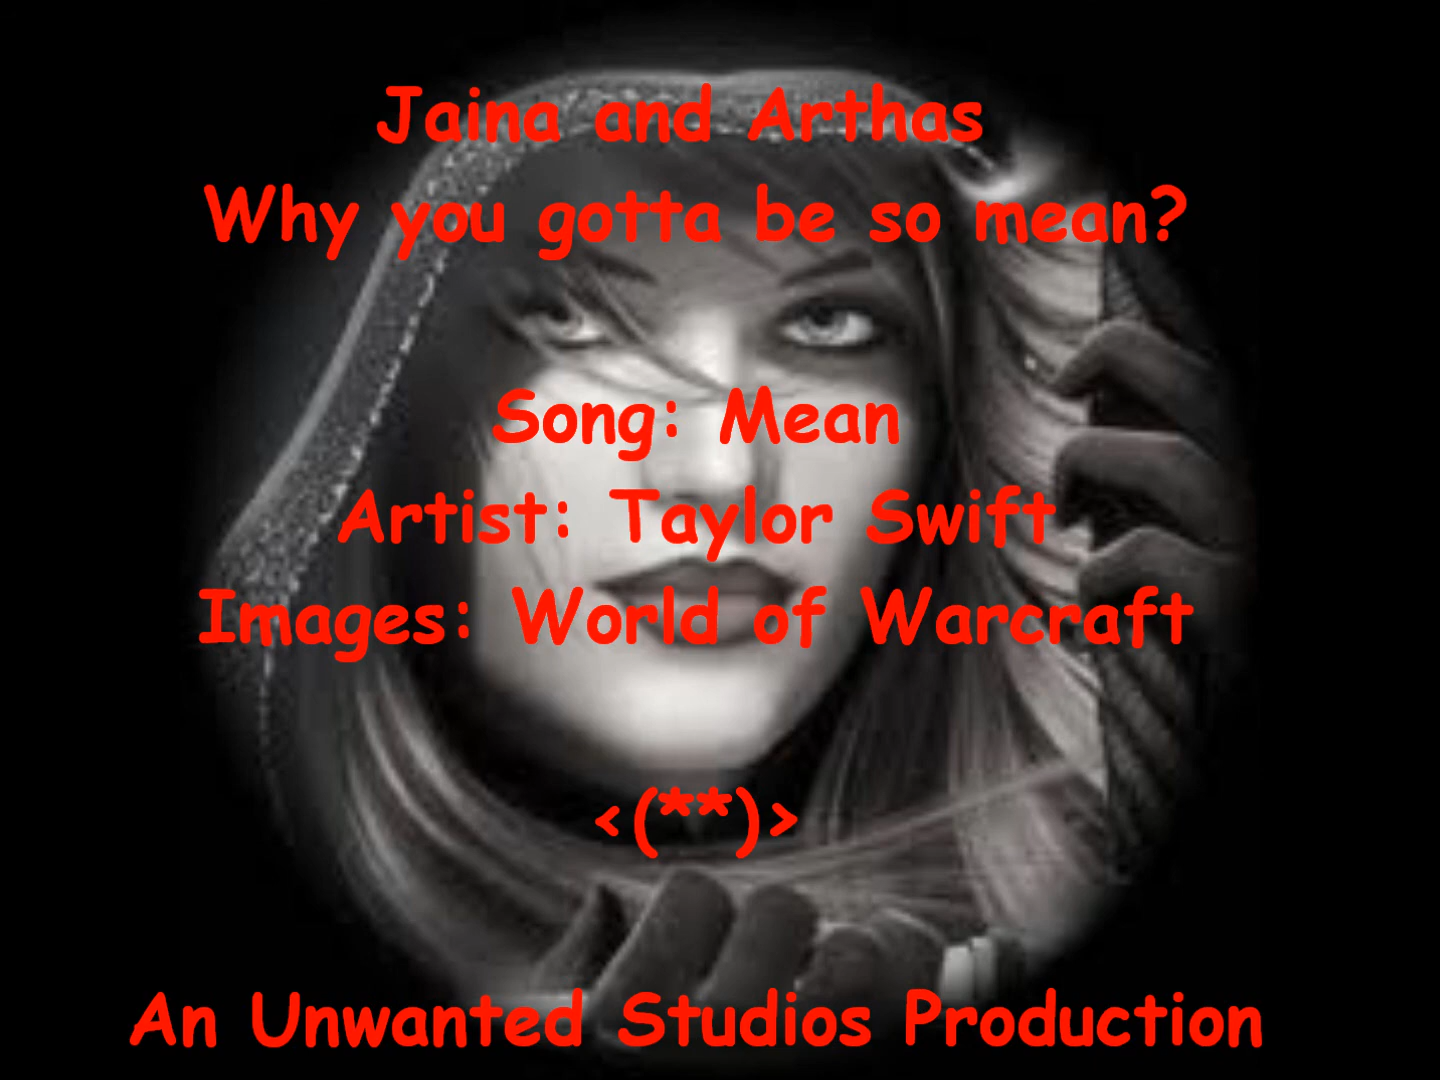 Jaina and Arthas
Why you gotta be so mean?
Song: Mean
Artist: Taylor Swift
Images: World of Warcraft
<(**)>
An Unwanted Studios Production